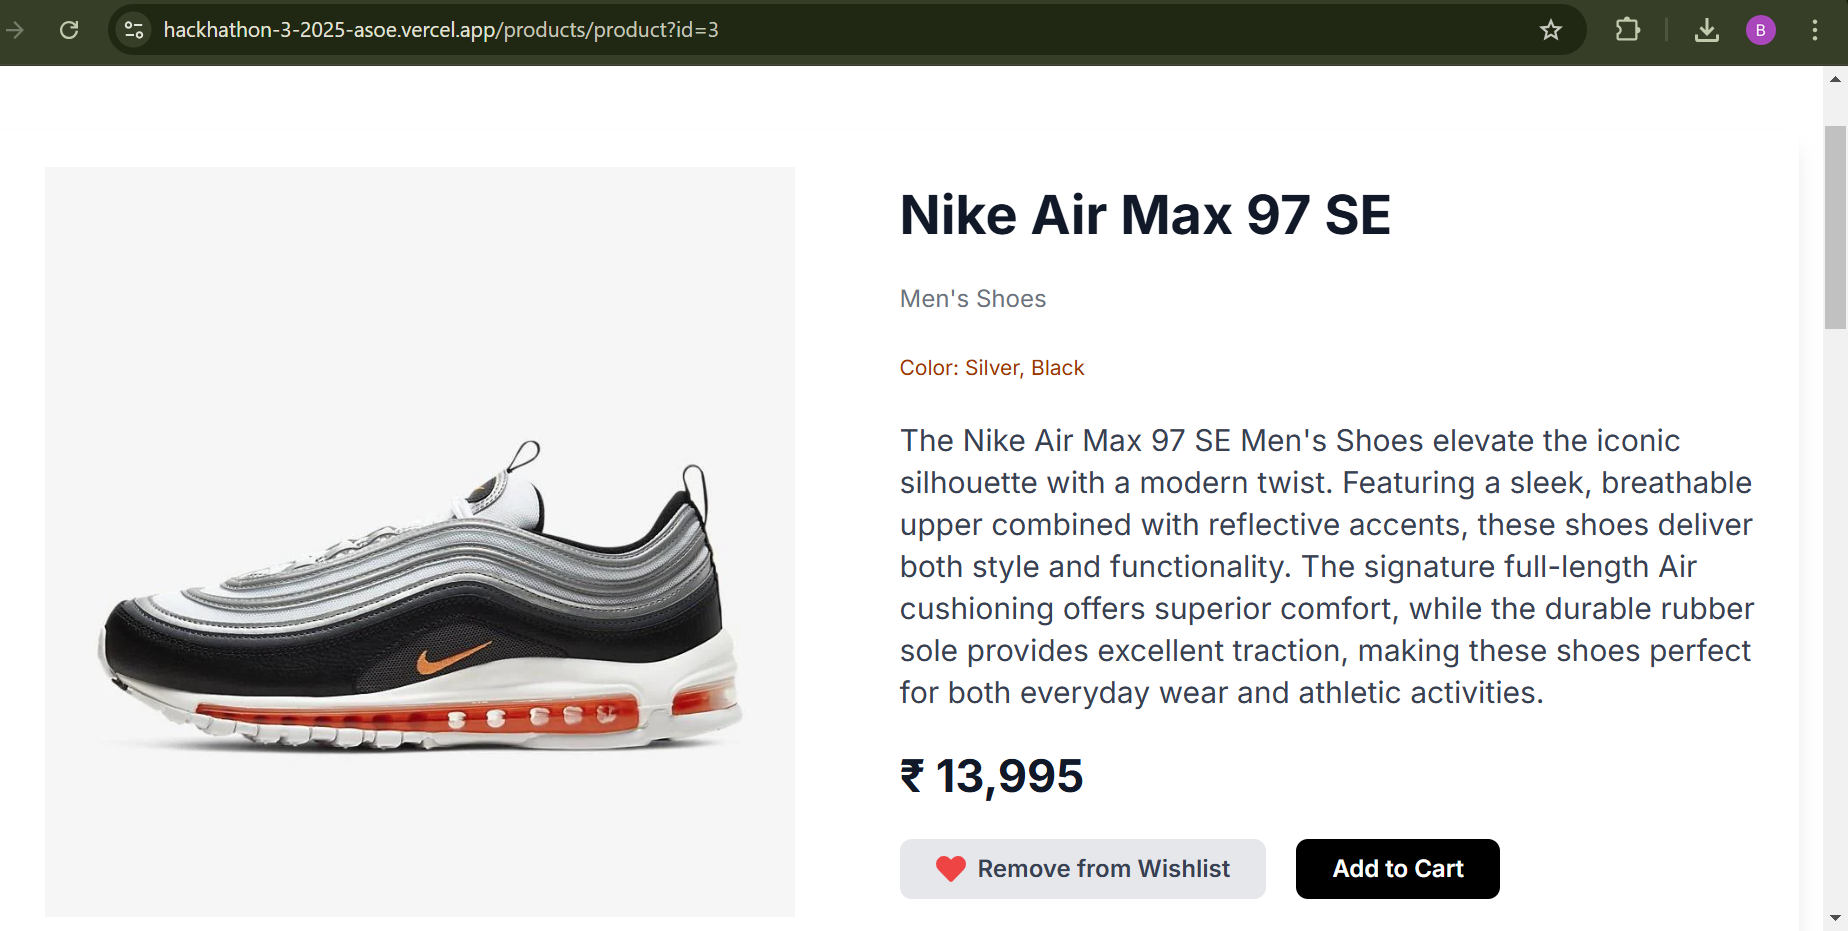 hackhathon-3-2025-asoe.vercel.app/products/product?id=3
B
Nike Air Max 97 SE
Men's Shoes
Color: Silver, Black
The Nike Air Max 97 SE Men's Shoes elevate the iconic
silhouette with a modern twist. Featuring a sleek, breathable
upper combined with reflective accents, these shoes deliver
both style and functionality. The signature full-length Air
cushioning offers superior comfort, while the durable rubber
sole provides excellent traction, making these shoes perfect
for both everyday wear and athletic activities.
₹ 13,995
Remove from Wishlist
Add to Cart